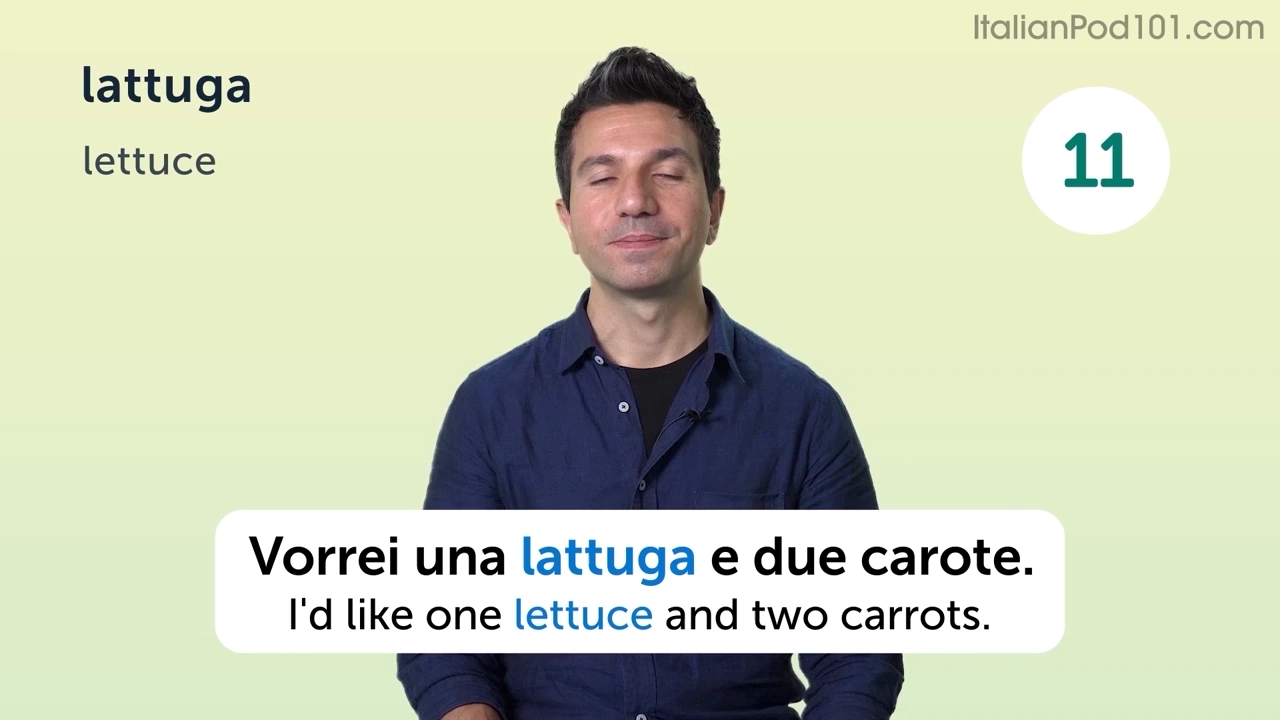 ItalianPod101.com
lattuga
lettuce
11
Vorrei una lattuga e due carote.
I'd like one lettuce and two carrots.